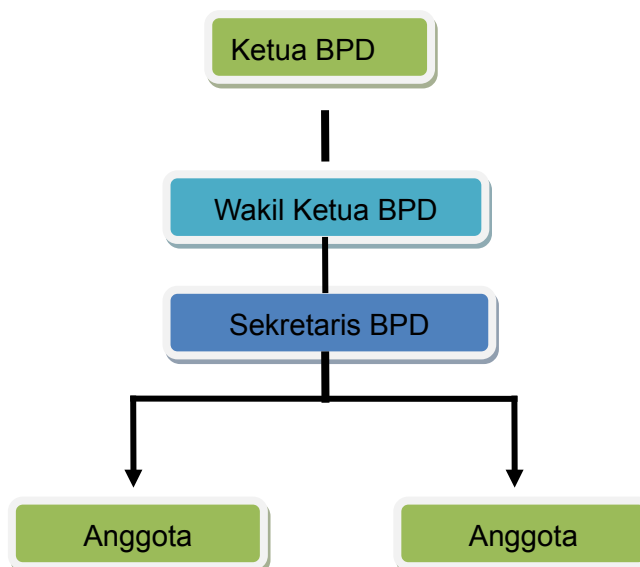 Ketua BPD
Wakil Ketua BPD
Sekretaris BPD
Anggota
Anggota